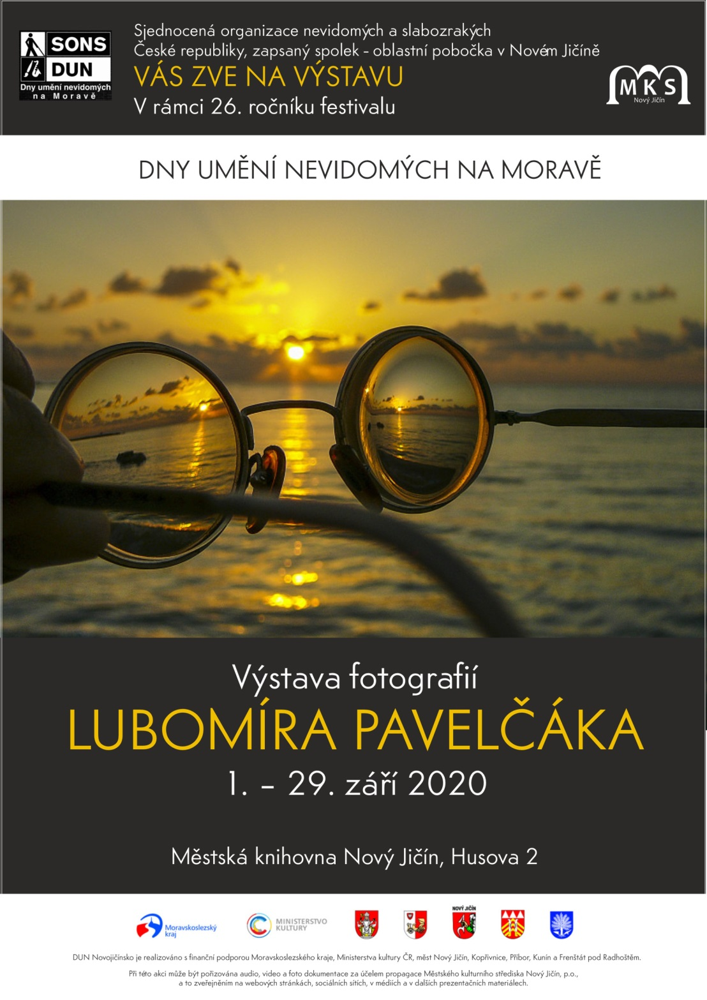 SONS
DUN
Dny umění nevidomých
na Moravě
Sjednocená organizace nevidomých a slabozrakých
České republiky, zapsaný spolek - oblastní pobočka v Novém Jičíně
VÁS ZVE NA VÝSTAVU
V rámci 26. ročníku festivalu
MKS
Nový Jičín
DNY UMĚNÍ NEVIDOMÝCH NA MORAVĚ
Výstava fotografií
LUBOMÍRA PAVELČÁKA
1. – 29. září 2020
Městská knihovna Nový Jičín, Husova 2
Moravskoslezský
kraj
MINISTERSTVO
KULTURY
NOVÝ JIČÍN
DUN Novojičínsko je realizováno s finanční podporou Moravskoslezského kraje, Ministerstva kultury ČR, měst Nový Jičín, Kopřivnice, Příbor, Kunín a Frenštát pod Radhoštěm.
Při této akci může být pořizována audio, video a foto dokumentace za účelem propagace Městského kulturního střediska Nový Jičín, p.o.,
a to zveřejněním na webových stránkách, sociálních sítích, v médiích a v dalších prezentačních materiálech.